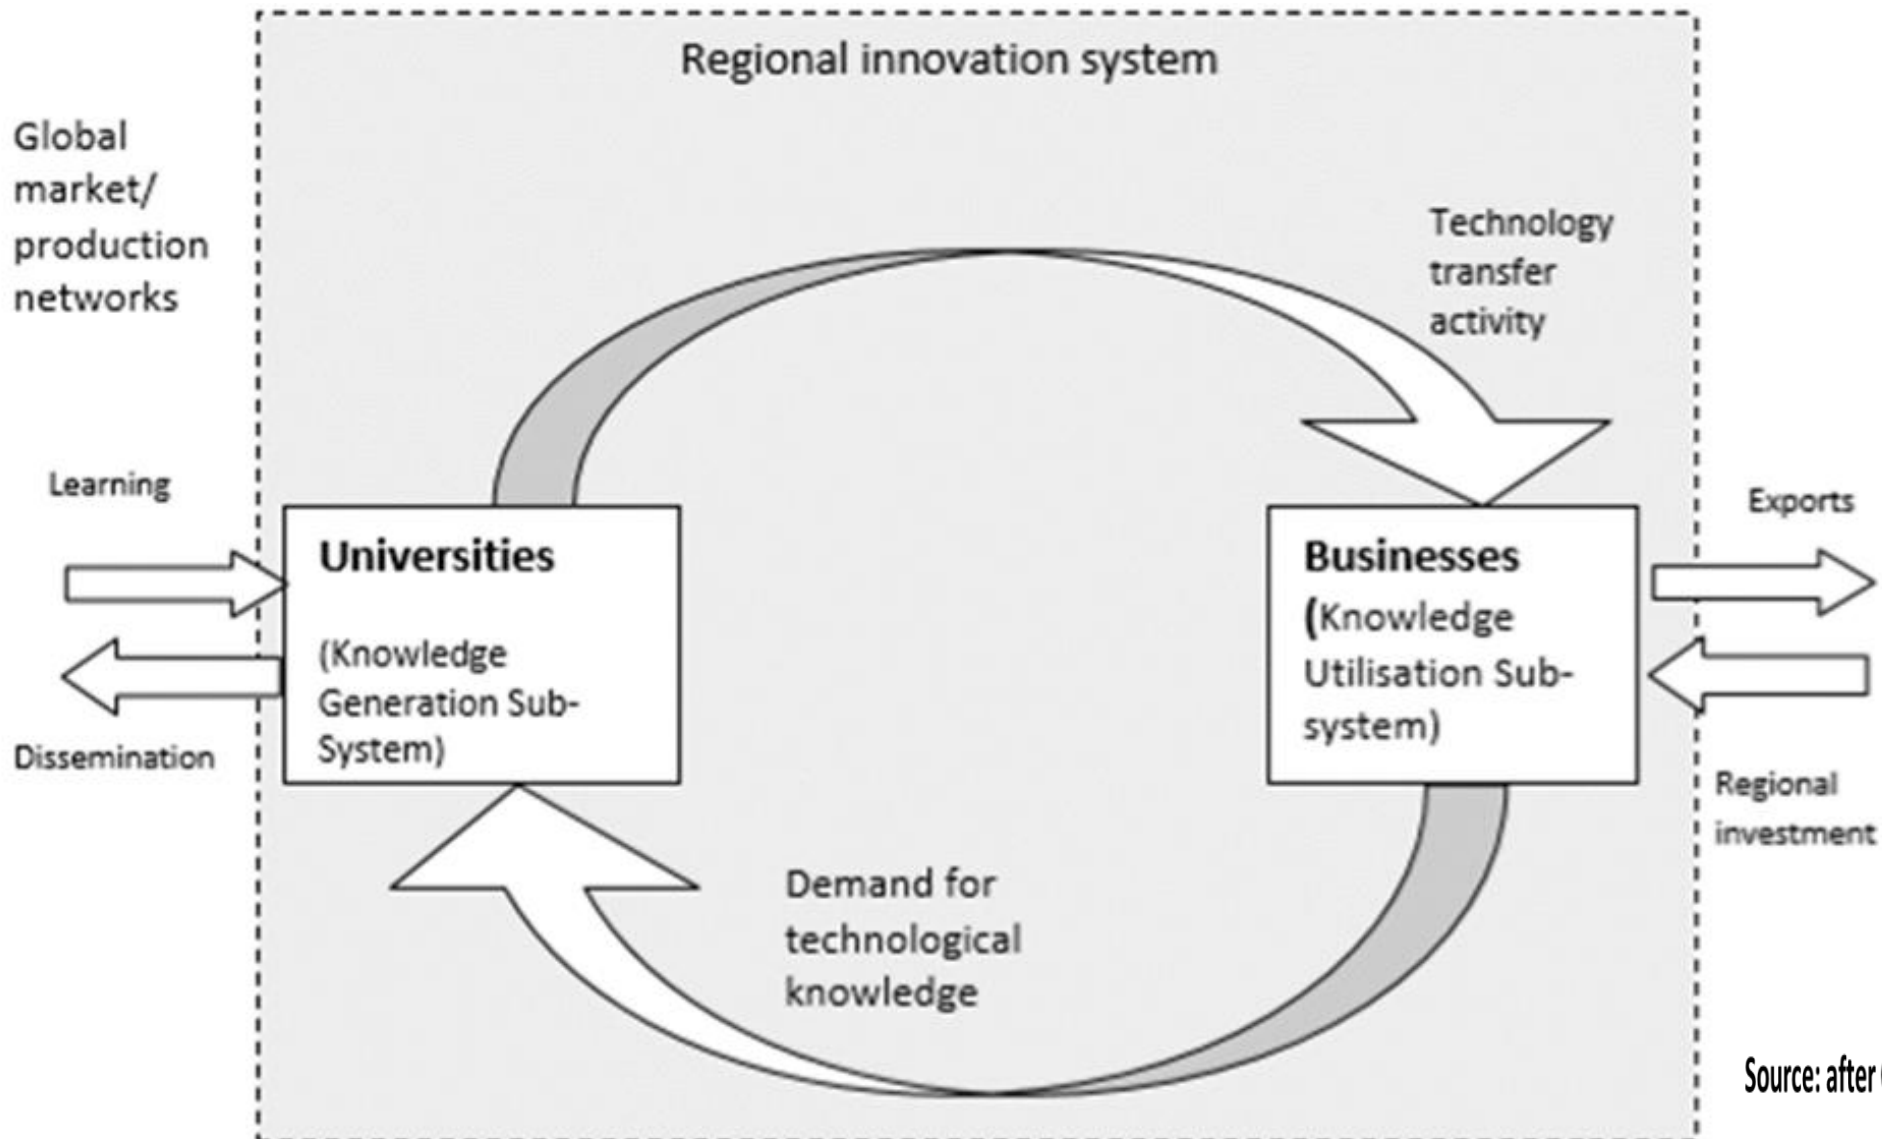 Regional innovation system
Global
market/
production
networks
Technology
transfer
activity
Learning
Dissemination
Universities
(Knowledge
Generation Sub-
System)
Businesses
(Knowledge
Utilisation Sub-
system)
Exports
Regional
investment
Demand for
technological
knowledge
Source: after